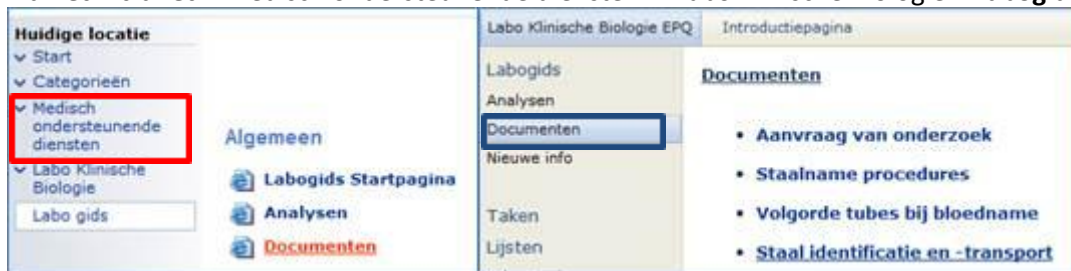 Huidige locatie
Start
Categorieën
Medisch
ondersteunende
diensten
Labo Klinische
Biologie
Labo gids
Algemeen
Labogids Startpagina
Analysen
Documenten
Labo Klinische Biologie EPQ
Introductiepagina
Labogids
Analysen
Documenten
Nieuwe info
Taken
Lijsten
Documenten
• Aanvraag van onderzoek
• Staalname procedures
• Volgorde tubes bij bloedname
• Staal identificatie en -transport